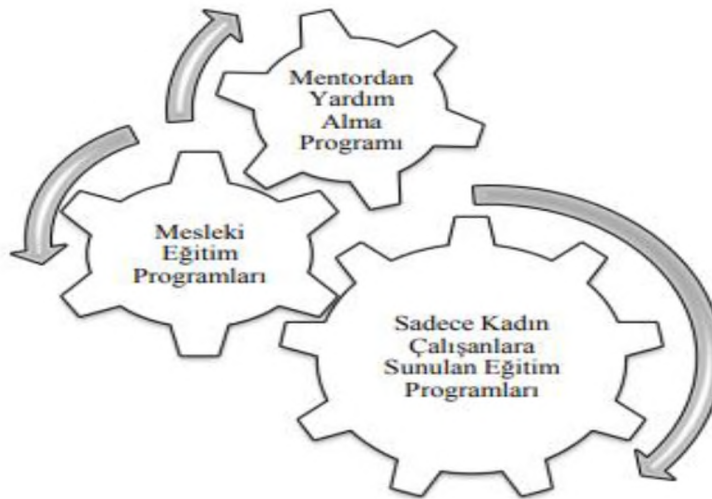 Mentordan
Yardım
Alma
Programı
Mesleki
Eğitim
Programları
Sadece Kadın
Çalışanlara
Sunulan Eğitim
Programları